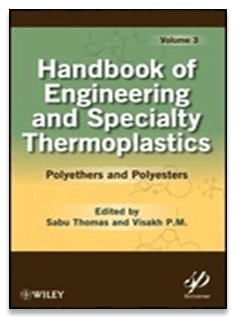 Volume 3
Handbook of
Engineering
and Specialty
Thermoplastics
Polyethers and Polyesters
Edited by
Sabu Thomas and Visakh P.M.
WILEY
Scrivener